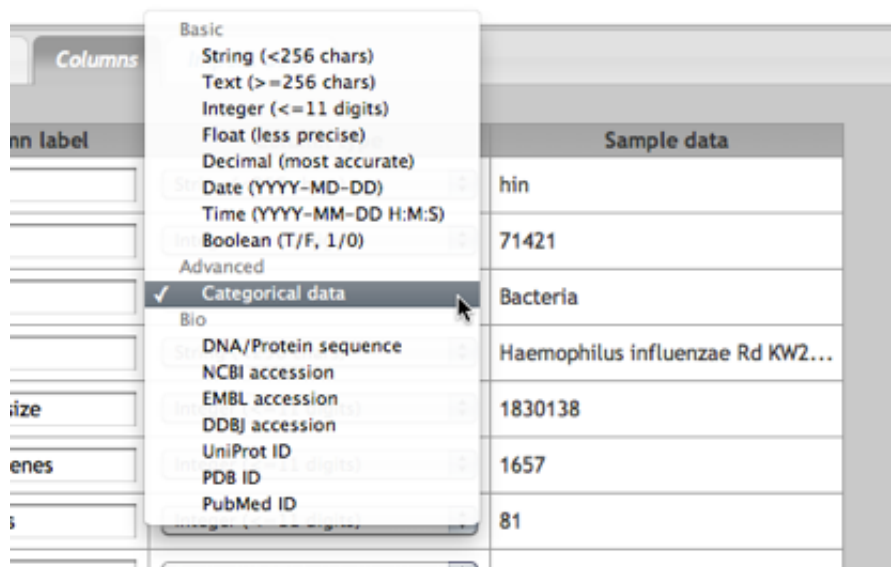 Columns
mn label
Sample data
Basic
String (<256 chars)
Text (>=256 chars)
Integer (<=11 digits)
Float (less precise)
Decimal (most accurate)
Date (YYYY-MD-DD)
Time (YYYY-MM-DD H:M:S)
Boolean (T/F, 1/0)
Advanced
✓ Categorical data
Bio
DNA/Protein sequence
NCBI accession
EMBL accession
DDBJ accession
UniProt ID
PDB ID
PubMed ID
hin
71421
Bacteria
Haemophilus influenzae Rd KW2...
size
1830138
enes
1657
s
81